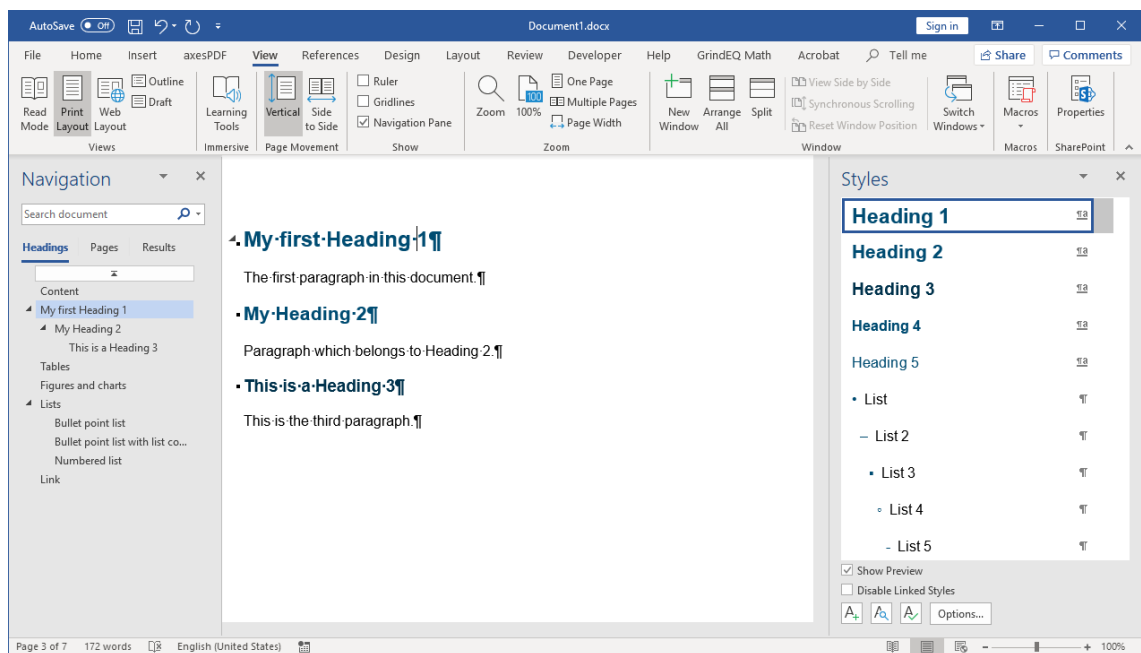 AutoSave Off Document1.docx Sign in
File Home Insert axesPDF View References Design Layout Review Developer Help GrindEQ Math Acrobat Tell me Share Comments
Read Mode
Print Layout
Web Layout
Outline
Draft
Views
Learning Tools
Immersive
Vertical
Side to Side
Page Movement
Ruler
Gridlines
Navigation Pane
Show
Zoom
100
100%
One Page
Multiple Pages
Page Width
Zoom
New Window
Arrange All
Split
View Side by Side
Synchronous Scrolling
Reset Window Position
Switch Windows
Window
Macros
Macros
Properties
SharePoint
Navigation
Search document
Headings Pages Results
Content
My first Heading 1
My Heading 2
This is a Heading 3
Tables
Figures and charts
Lists
Bullet point list
Bullet point list with list co...
Numbered list
Link
My·first·Heading·1¶
The·first·paragraph·in·this·document.¶
My·Heading·2¶
Paragraph·which·belongs·to·Heading·2.¶
This·is·a·Heading·3¶
This·is·the·third·paragraph.¶
Styles
Heading 1 ¶a
Heading 2 ¶a
Heading 3 ¶a
Heading 4 ¶a
Heading 5 ¶a
• List ¶
– List 2 ¶
▪ List 3 ¶
∘ List 4 ¶
- List 5 ¶
Show Preview
Disable Linked Styles
Options...
Page 3 of 7 172 words English (United States) - + 100%